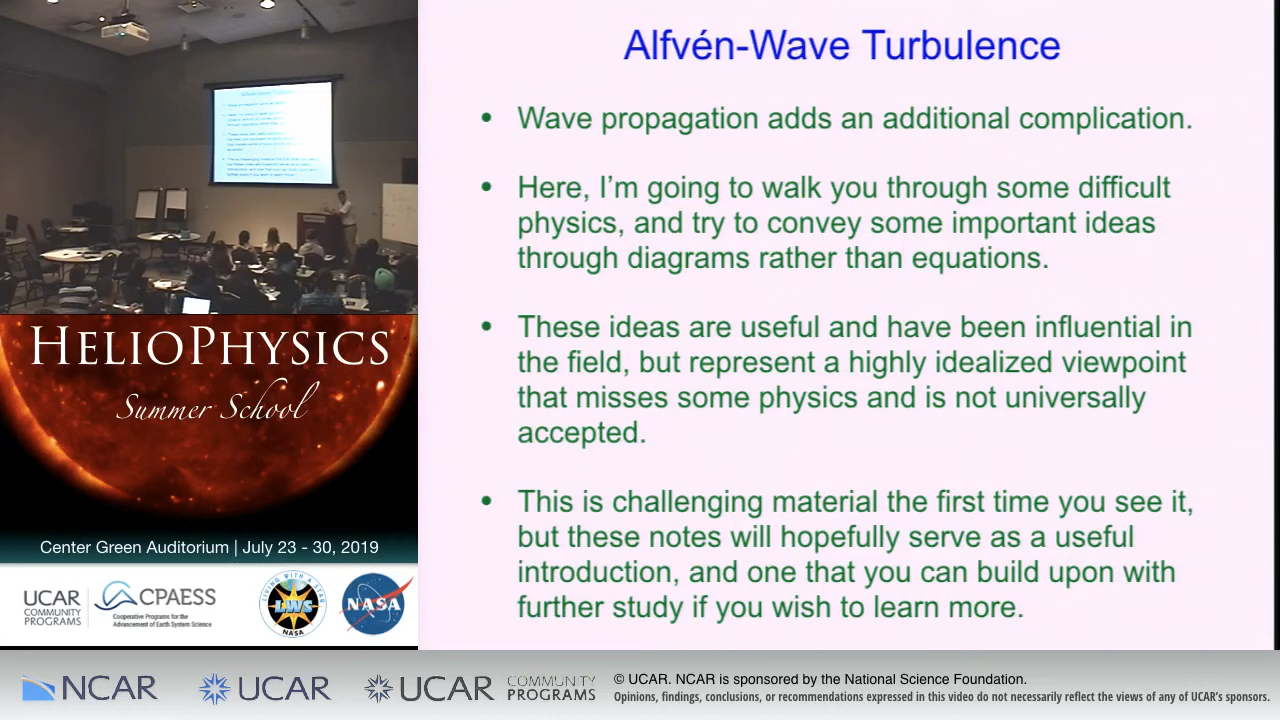 Alfvén-Wave Turbulence
• Wave propagation adds an additional complication.
• Here, I'm going to walk you through some difficult
physics, and try to convey some important ideas
through diagrams rather than equations.
• These ideas are useful and have been influential in
the field, but represent a highly idealized viewpoint
that misses some physics and is not universally
accepted.
• This is challenging material the first time you see it,
but these notes will hopefully serve as a useful
introduction, and one that you can build upon with
further study if you wish to learn more.
HELIOPHYSICS
Summer School
Center Green Auditorium | July 23 - 30, 2019
UCAR
COMMUNITY
PROGRAMS
CPAESS
Cooperative Programs for the
Advancement of Earth System Science
LIVING WITH A STAR
LWS
NASA
NASA
NCAR
UCAR
UCAR
COMMUNITY
PROGRAMS
© UCAR. NCAR is sponsored by the National Science Foundation.
Opinions, findings, conclusions, or recommendations expressed in this video do not necessarily reflect the views of any of UCAR's sponsors.